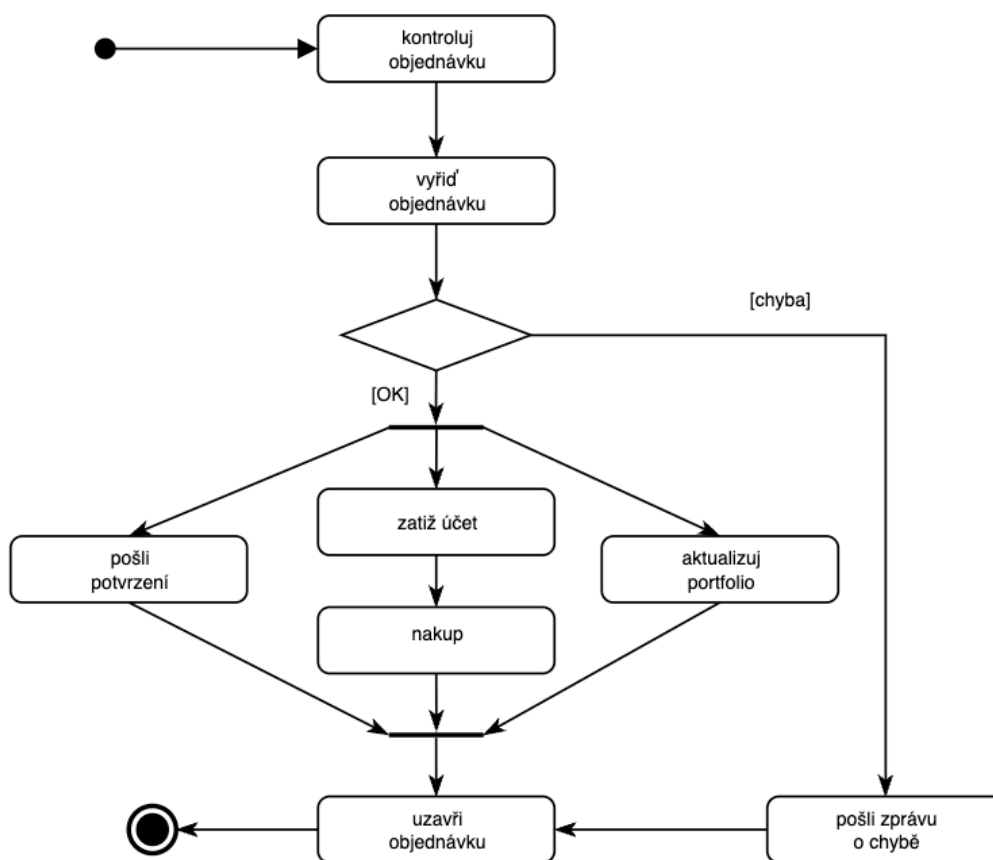 kontroluj
objednávku
vyřiď
objednávku
[chyba]
[OK]
zatiž účet
pošli
potvrzení
aktualizuj
portfolio
nakup
uzavři
objednávku
pošli zprávu
o chybě